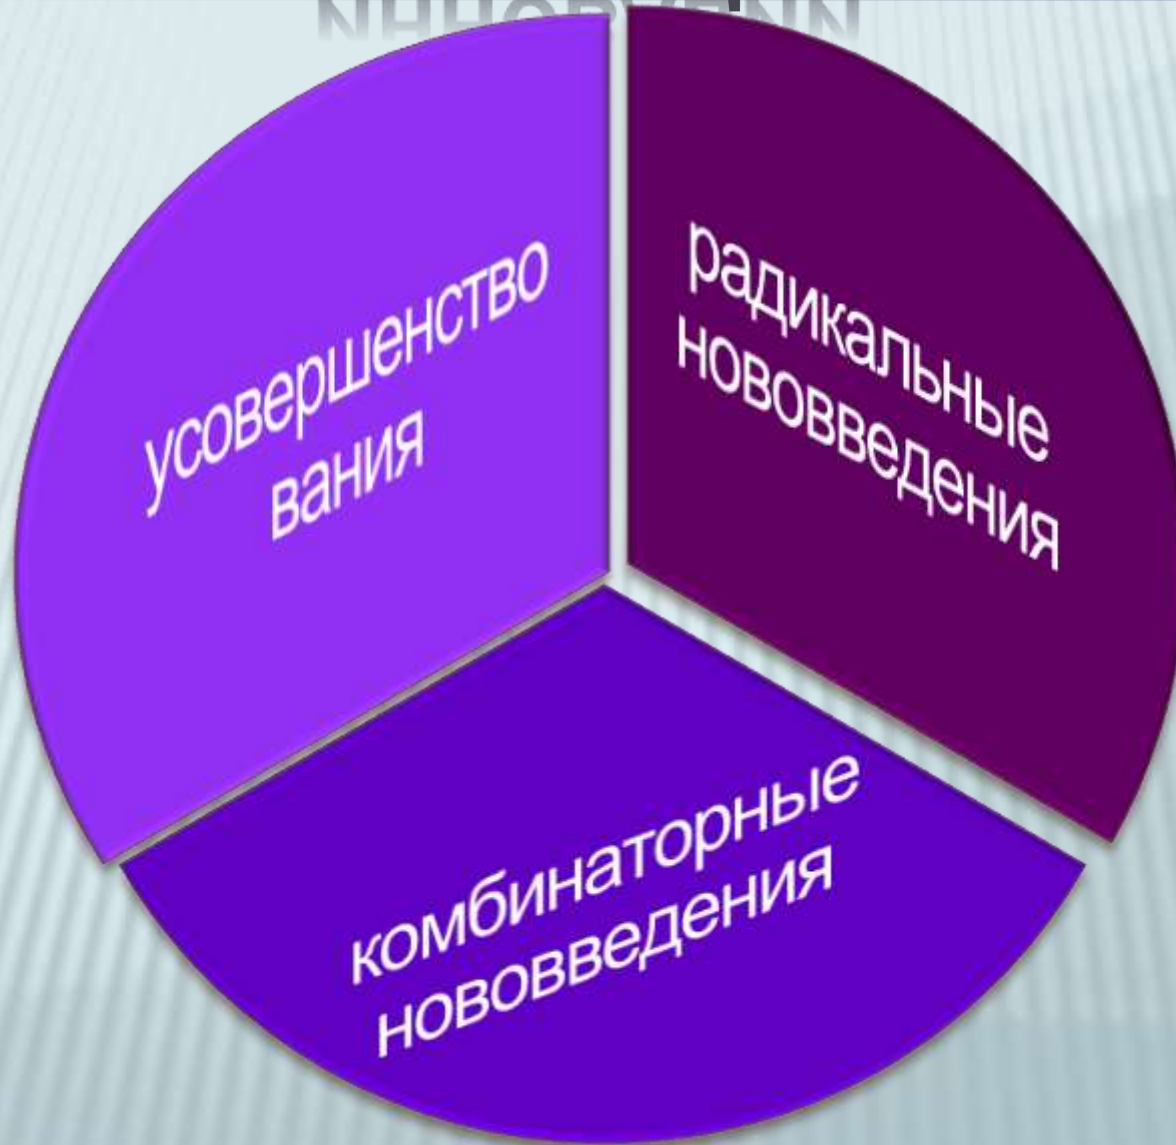 усовершенство
вания
радикальные
нововведения
комбинаторные
нововведения